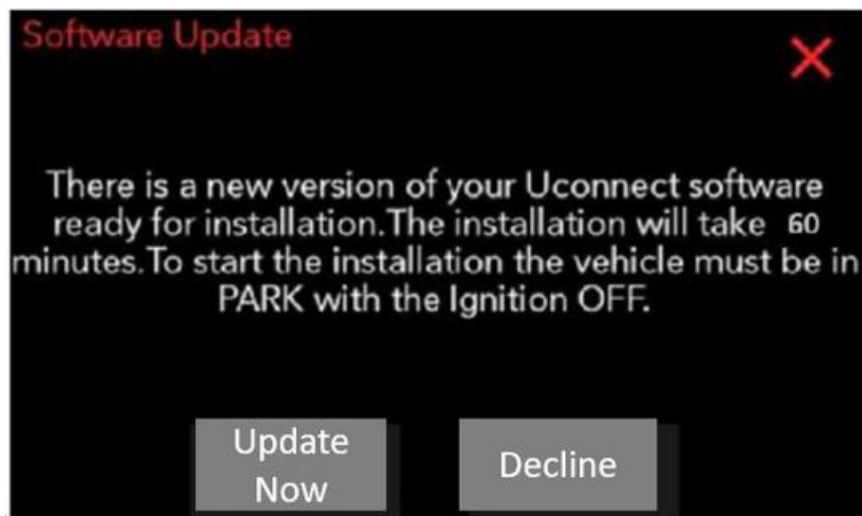 Software Update
There is a new version of your Uconnect software
ready for installation.The installation will take 60
minutes.To start the installation the vehicle must be in
PARK with the Ignition OFF.
Update
Now
Decline